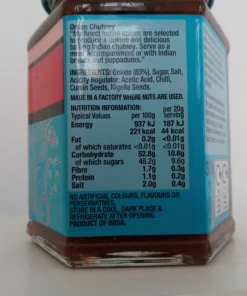 Onion Chutney
The finest Indian spices are selected
to produce a unique and delicious
tasting Indian chutney. Serve as a
meal accompaniment or with Indian
breads and poppadums.
INGREDIENTS: Onions (83%), Sugar, Salt,
Acidity Regulator: Acetic Acid, Chilli,
Cumin Seeds, Nigella Seeds.
MADE IN A FACTORY WHERE NUTS ARE USED.
NUTRITION INFORMATION: per 20g
Typical Values per 100g serving
Energy 937 kJ 187 kJ
221 kcal 44 kcal
Fat 0.2g <0.01g
of which saturates <0.01g <0.01g
Carbohydrate 52.8g 10.6g
of which sugars 48.2g 9.6g
Fibre 1.7g 0.3g
Protein 1.1g 0.2g
Salt 2.0g 0.4g
NO ARTIFICIAL COLOURS, FLAVOURS OR
PERSERVATIVES.
STORE IN A COOL, DARK PLACE &
REFRIGERATE AFTER OPENING.
PRODUCT OF INDIA.